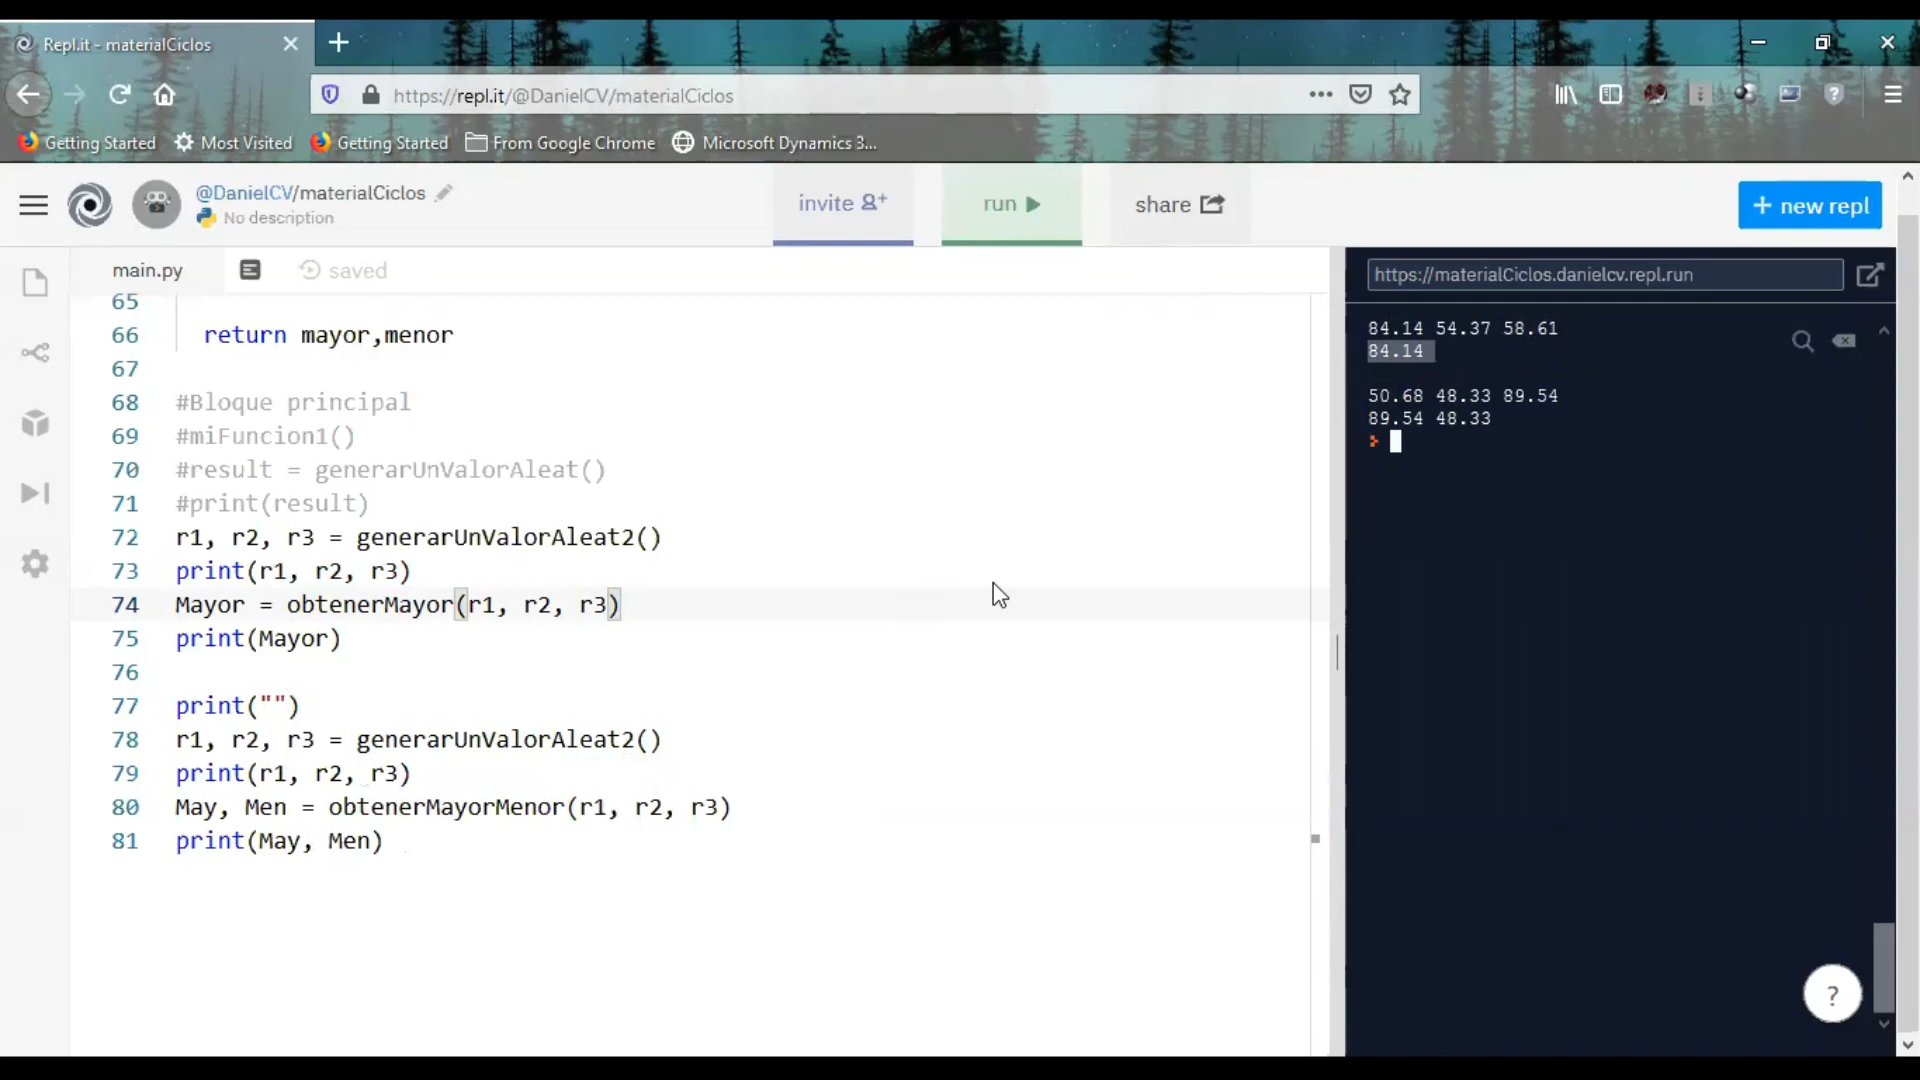 Repl.it - materialCiclos
https://repl.it/@DanielCV/materialCiclos
Getting Started
Most Visited
Getting Started
From Google Chrome
Microsoft Dynamics 3...
@DanielCV/materialCiclos
No description
invite
run
share
+ new repl
main.py
saved
https://materialCiclos.danielcv.repl.run
65
66 return mayor,menor
67
68 #Bloque principal
69 #miFuncion1()
70 #result = generarUnValorAleat()
71 #print(result)
72 r1, r2, r3 = generarUnValorAleat2()
73 print(r1, r2, r3)
74 Mayor = obtenerMayor(r1, r2, r3)
75 print(Mayor)
76
77 print("")
78 r1, r2, r3 = generarUnValorAleat2()
79 print(r1, r2, r3)
80 May, Men = obtenerMayorMenor(r1, r2, r3)
81 print(May, Men)
84.14 54.37 58.61
84.14
50.68 48.33 89.54
89.54 48.33
?